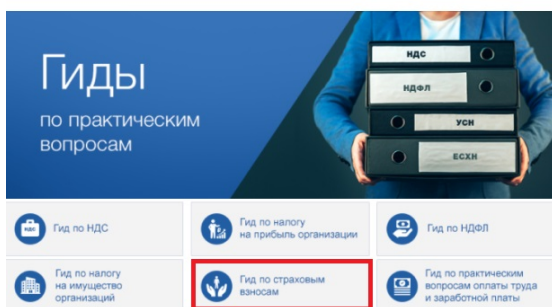 Гиды
по практическим
вопросам
НДС
НДФЛ
УСН
ЕСХН
НДС
Гид по НДС
Гид по налогу
на прибыль организации
Гид по НДФЛ
Гид по налогу
на имущество
организаций
Гид по страховым
взносам
Гид по практическим
вопросам оплаты труда
и заработной платы